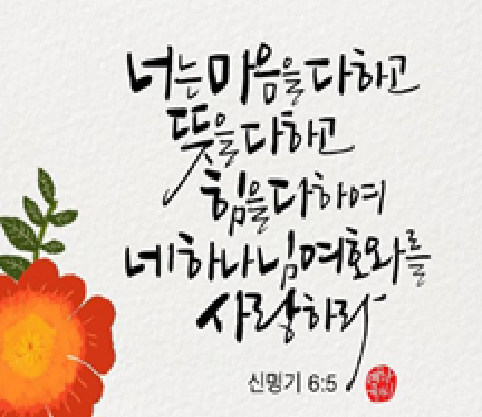 너는 마음을 다하고
뜻을 다하고
힘을 다하여
네 하나님 여호와를
사랑하라
신명기 6:5